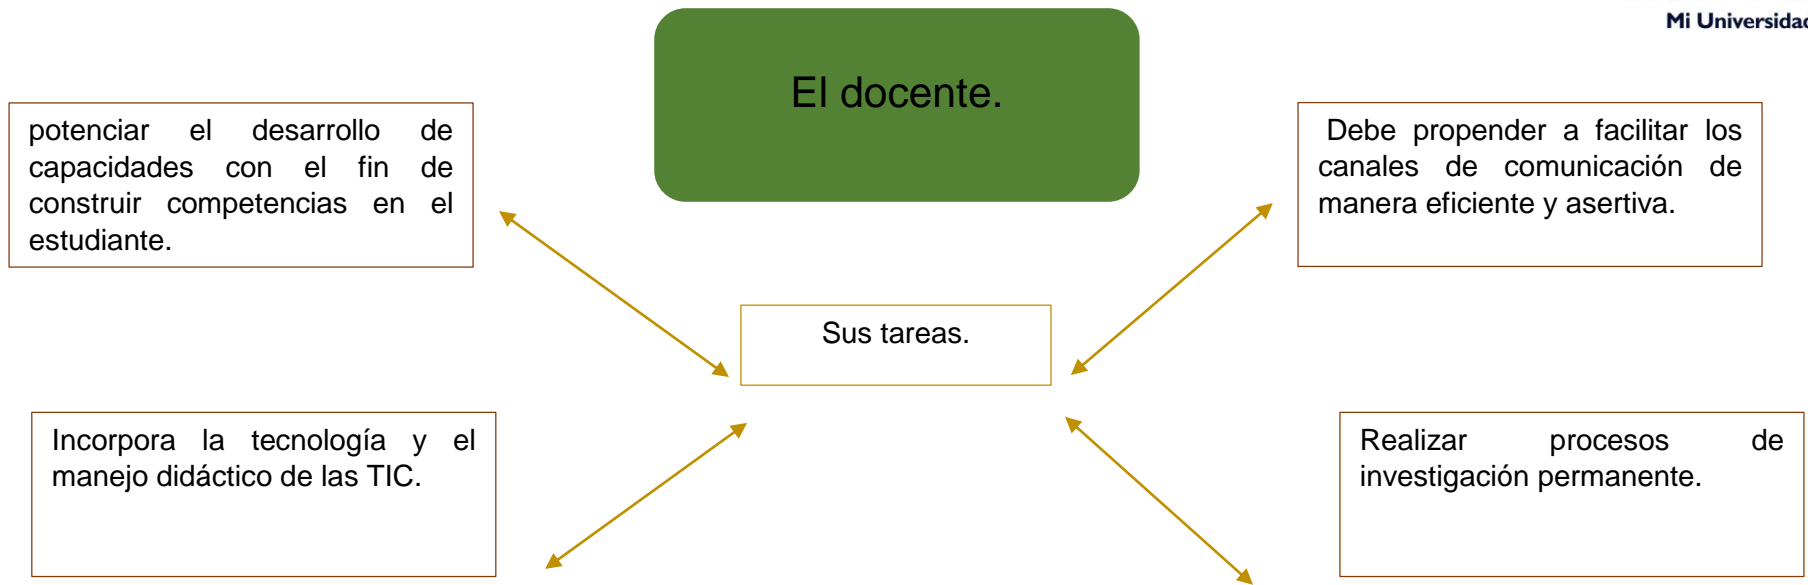 Mi Universidad
El docente.
potenciar el desarrollo de
capacidades con el fin de
construir competencias en el
estudiante.
Debe propender a facilitar los
canales de comunicación de
manera eficiente y asertiva.
Sus tareas.
Incorpora la tecnología y el
manejo didáctico de las TIC.
Realizar procesos de
investigación permanente.